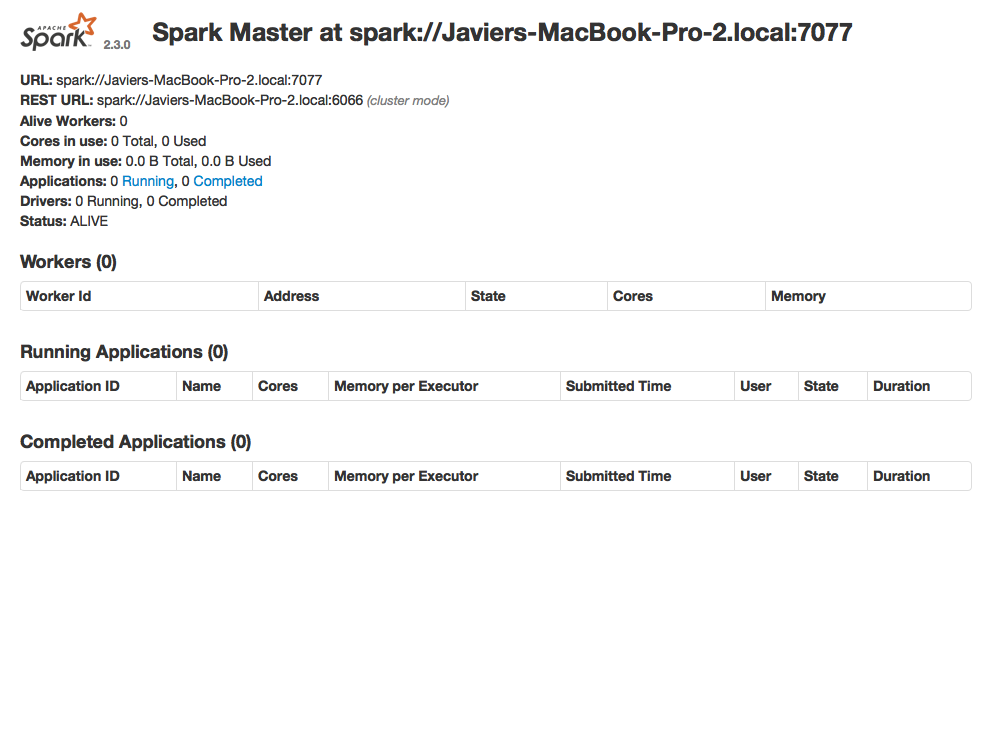 APACHE
Spark™ 2.3.0 Spark Master at spark://Javiers-MacBook-Pro-2.local:7077
URL: spark://Javiers-MacBook-Pro-2.local:7077
REST URL: spark://Javiers-MacBook-Pro-2.local:6066 (cluster mode)
Alive Workers: 0
Cores in use: 0 Total, 0 Used
Memory in use: 0.0 B Total, 0.0 B Used
Applications: 0 Running, 0 Completed
Drivers: 0 Running, 0 Completed
Status: ALIVE
Workers (0)
Worker Id Address State Cores Memory
Running Applications (0)
Application ID Name Cores Memory per Executor Submitted Time User State Duration
Completed Applications (0)
Application ID Name Cores Memory per Executor Submitted Time User State Duration